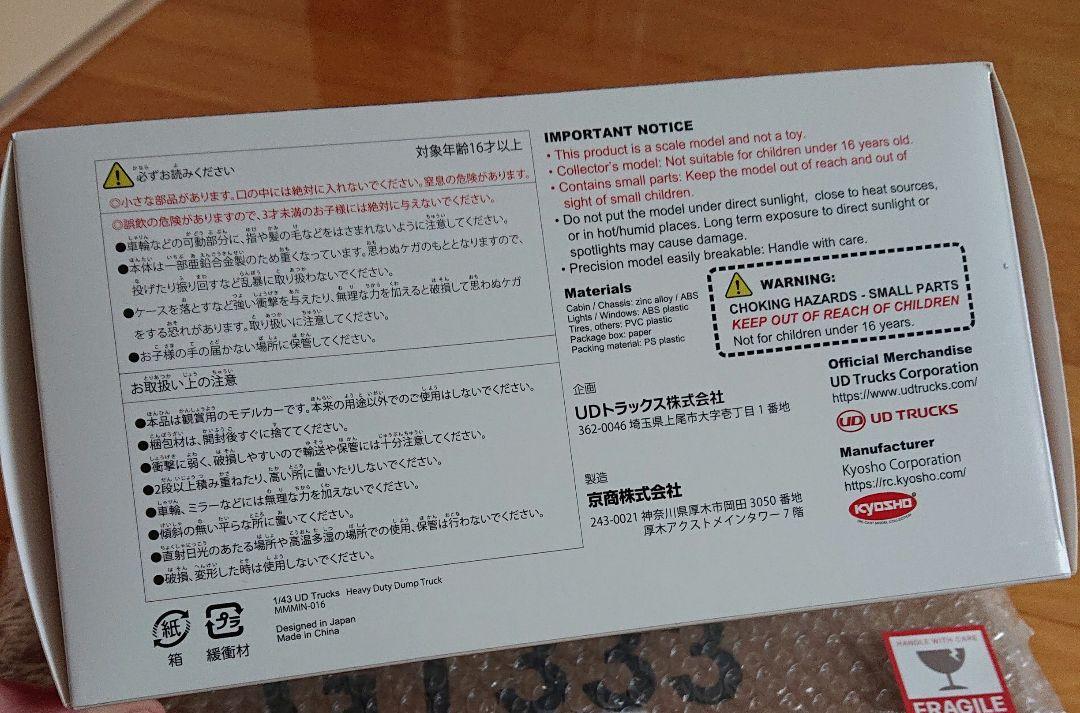 必ずお読みください
対象年齢16才以上
◎小さな部品があります。口の中には絶対に入れないでください。窒息の危険があります。
◎誤飲の危険がありますので、3才未満のお子様には絶対に与えないでください。
●車輪などの可動部分に、指や髪の毛などをはさまれないように注意してください。
●本体は一部亜鉛合金製のため重くなっています。思わぬケガのもととなりますので、
投げたり振り回すなど乱暴に取り扱わないでください。
●ケースを落とすなど強い衝撃を与えたり、無理な力を加えると破損して思わぬケガ
をする恐れがあります。取り扱いに注意してください。
●お子様の手の届かない場所に保管してください。
お取扱い上の注意
●本品は観賞用のモデルカーです。本来の用途以外でのご使用はしないでください。
●梱包材は、開封後すぐに捨ててください。
●衝撃に弱く、破損しやすいので輸送や保管には十分注意してください。
●2段以上積み重ねたり、高い所に置いたりしないでください。
●車輪、ミラーなどには無理な力を加えないでください。
●傾斜の無い平らな所に置いてください。
●直射日光のあたる場所や高温多湿の場所での使用、保管は行わないでください。
●破損、変形した時は使用しないでください。
紙
箱
プラ
緩衝材
1/43 UD Trucks Heavy Duty Dump Truck
MMMIN-016
Designed in Japan
Made in China
IMPORTANT NOTICE
• This product is a scale model and not a toy.
• Collector's model: Not suitable for children under 16 years old.
• Contains small parts: Keep the model out of reach and out of
sight of small children.
• Do not put the model under direct sunlight, close to heat sources,
or in hot/humid places. Long term exposure to direct sunlight or
spotlights may cause damage.
• Precision model easily breakable: Handle with care.
Materials
Cabin / Chassis: zinc alloy / ABS
Lights / Windows: ABS plastic
Tires, others: PVC plastic
Package box: paper
Packing material: PS plastic
WARNING:
CHOKING HAZARDS - SMALL PARTS
KEEP OUT OF REACH OF CHILDREN
Not for children under 16 years.
企画
UDトラックス株式会社
362-0046 埼玉県上尾市大字壱丁目1番地
製造
京商株式会社
243-0021 神奈川県厚木市岡田 3050 番地
厚木アクストメインタワー 7 階
Official Merchandise
UD Trucks Corporation
https://www.udtrucks.com/
UD UD TRUCKS
Manufacturer
Kyosho Corporation
https://rc.kyosho.com/
KYOSHO
HANDLE WITH CARE
FRAGILE